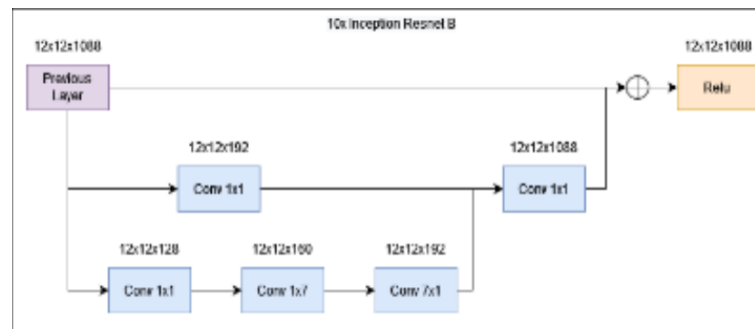 10x Inception Resnet B
12x12x1088
12x12x1088
Previous
Layer
Relu
12x12x192
12x12x1088
Conv 1x1
Conv 1x1
12x12x128
12x12x160
12x12x192
Conv 1x1
Conv 1x7
Conv 7x1